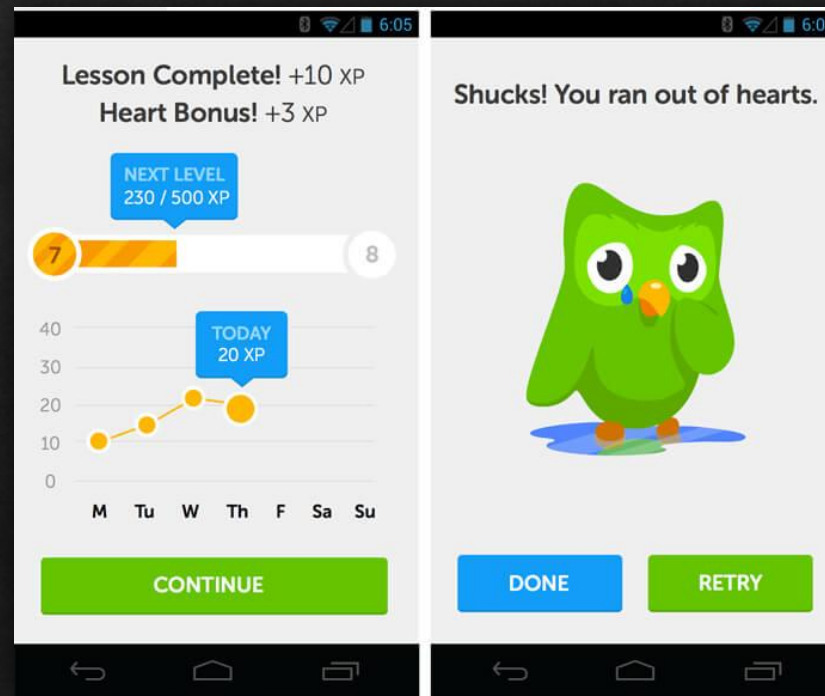 6:05
Lesson Complete! +10 XP
Heart Bonus! +3 XP
NEXT LEVEL
230 / 500 XP
7
8
40
30
20
10
0
TODAY
20 XP
M Tu W Th F Sa Su
CONTINUE
6:0
Shucks! You ran out of hearts.
DONE
RETRY